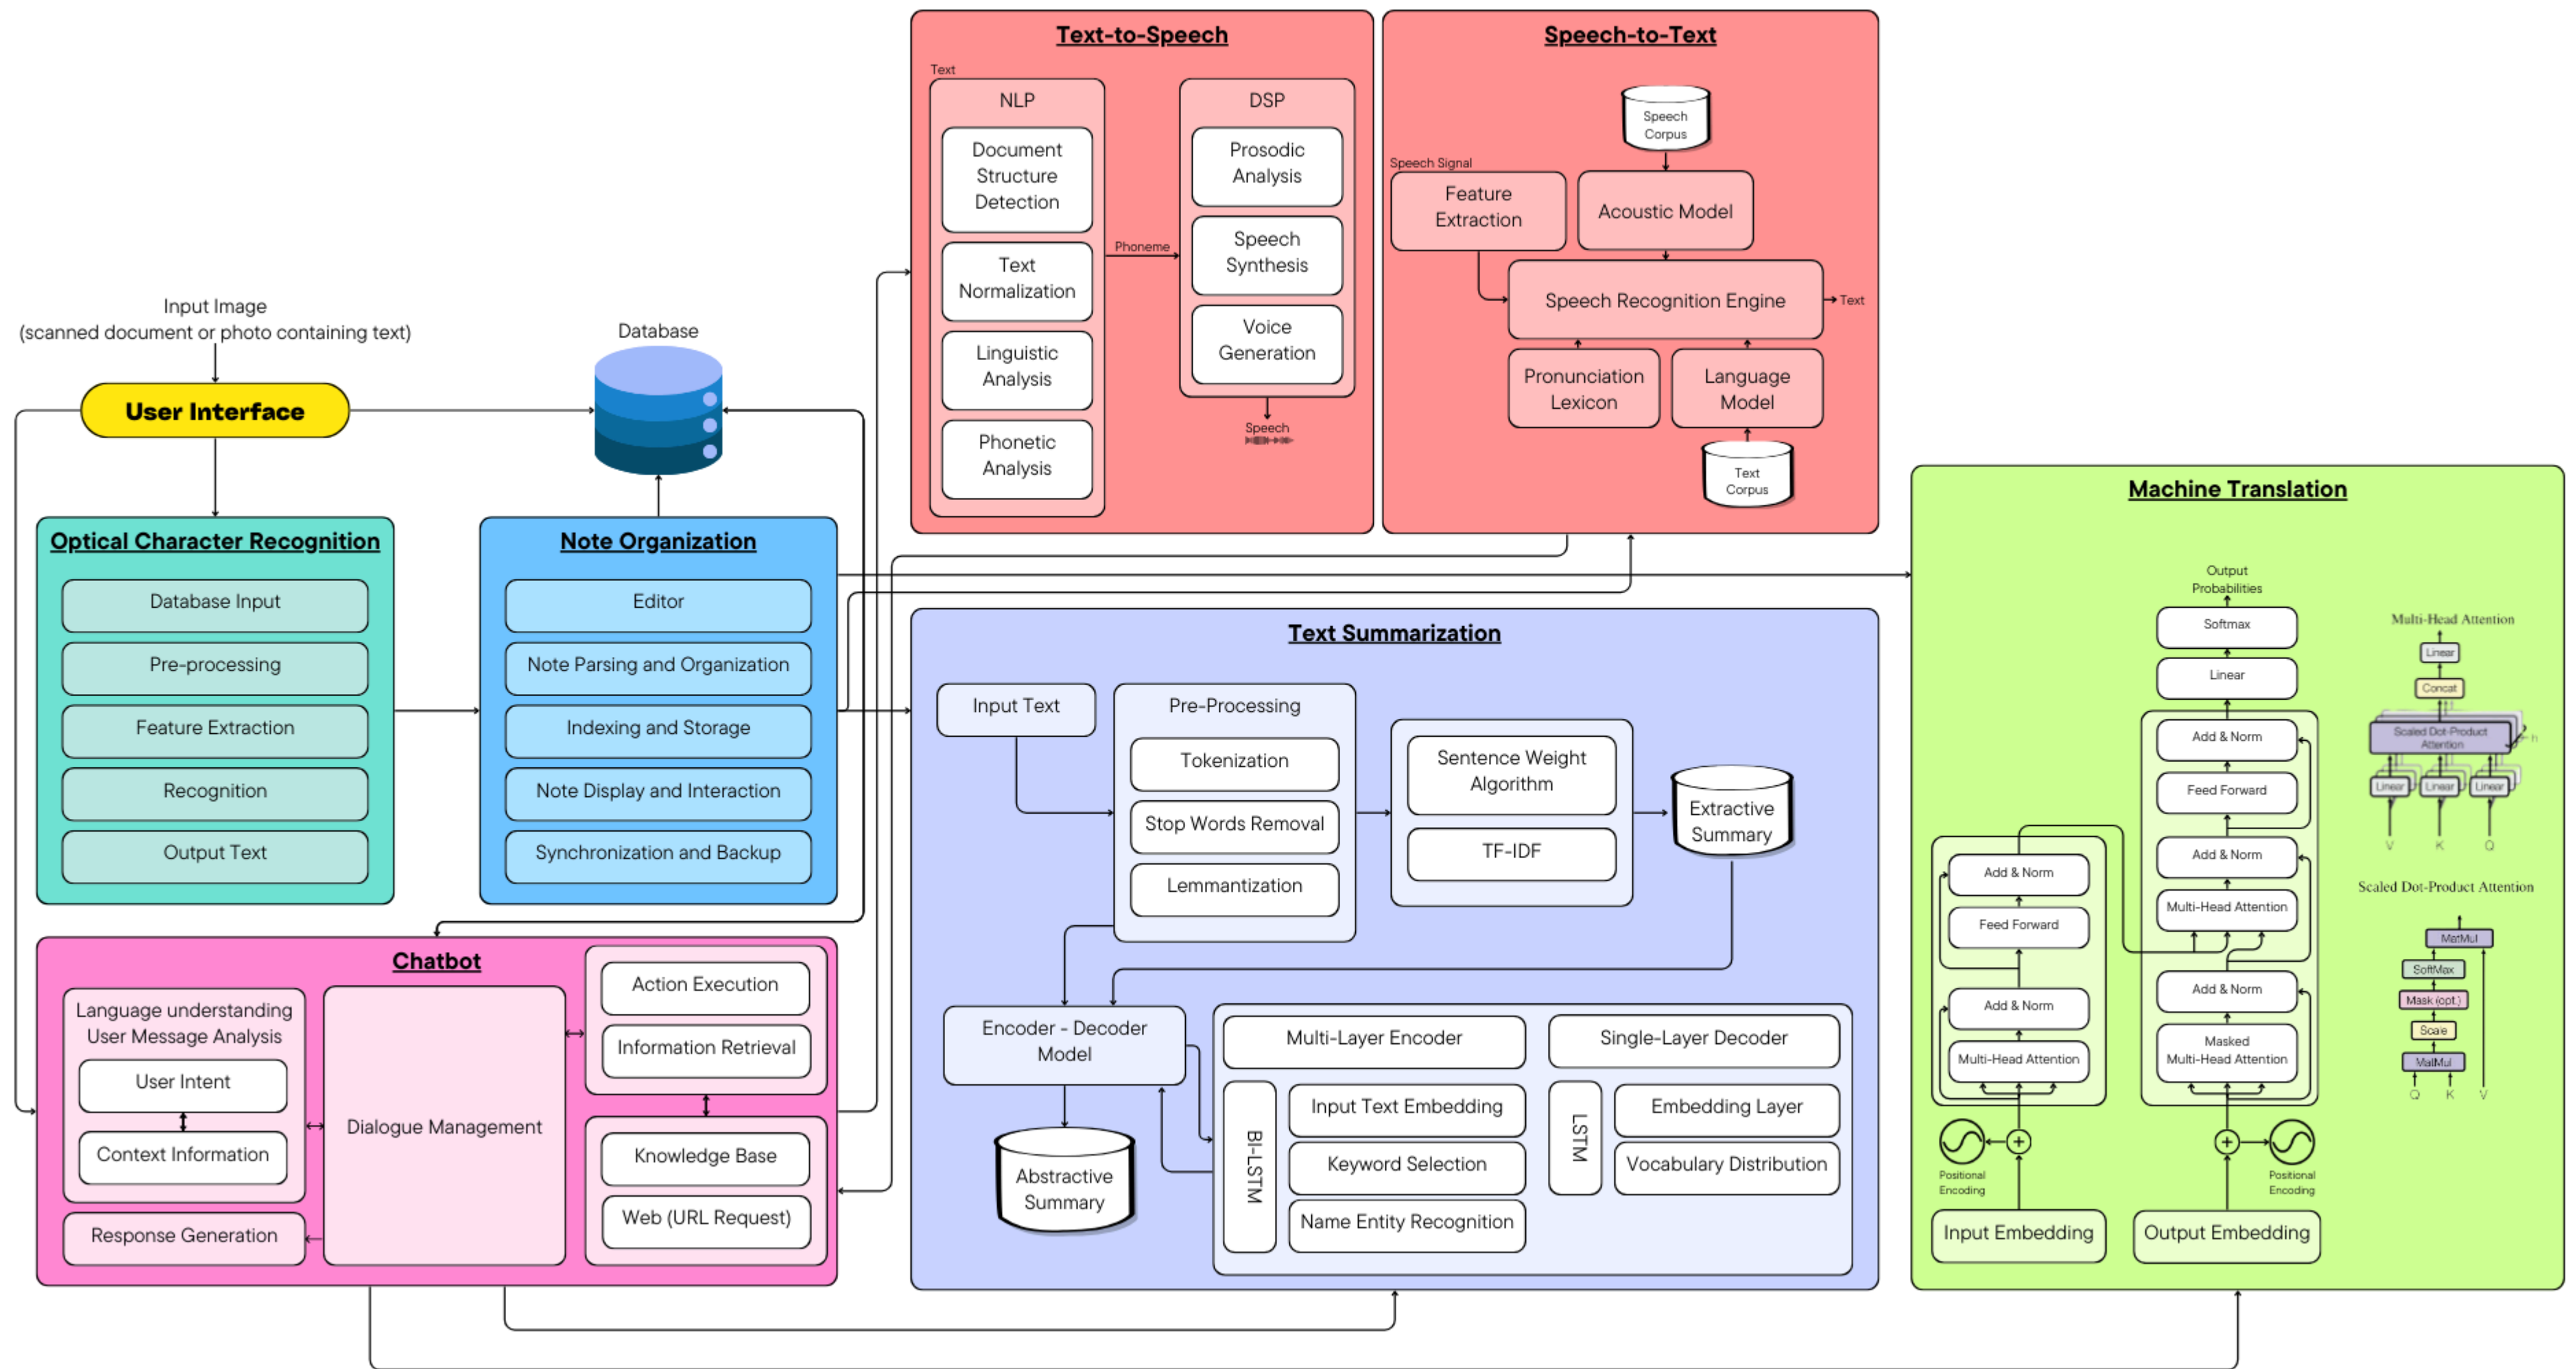 Input Image
(scanned document or photo containing text)
User Interface
Database
Optical Character Recognition
Database Input
Pre-processing
Feature Extraction
Recognition
Output Text
Note Organization
Editor
Note Parsing and Organization
Indexing and Storage
Note Display and Interaction
Synchronization and Backup
Chatbot
Language understanding
User Message Analysis
User Intent
Context Information
Response Generation
Dialogue Management
Action Execution
Information Retrieval
Knowledge Base
Web (URL Request)
Text-to-Speech
Text
NLP
Document
Structure
Detection
Text
Normalization
Linguistic
Analysis
Phonetic
Analysis
Phoneme
DSP
Prosodic
Analysis
Speech
Synthesis
Voice
Generation
Speech
Speech-to-Text
Speech
Corpus
Speech Signal
Feature
Extraction
Acoustic Model
Speech Recognition Engine
Text
Pronunciation
Lexicon
Language
Model
Text
Corpus
Text Summarization
Input Text
Pre-Processing
Tokenization
Stop Words Removal
Lemmantization
Sentence Weight
Algorithm
TF-IDF
Extractive
Summary
Encoder - Decoder
Model
Abstractive
Summary
Multi-Layer Encoder
BI-LSTM
Input Text Embedding
Keyword Selection
Name Entity Recognition
Single-Layer Decoder
LSTM
Embedding Layer
Vocabulary Distribution
Machine Translation
Output
Probabilities
Softmax
Linear
Add & Norm
Feed Forward
Add & Norm
Multi-Head Attention
Add & Norm
Masked
Multi-Head Attention
Add & Norm
Feed Forward
Add & Norm
Multi-Head Attention
Positional
Encoding
Positional
Encoding
Input Embedding
Output Embedding
Multi-Head Attention
Linear
Concat
Scaled Dot-Product
Attention
h
Linear
Linear
Linear
V
K
Q
Scaled Dot-Product Attention
MatMul
SoftMax
Mask (opt.)
Scale
MatMul
Q
K
V